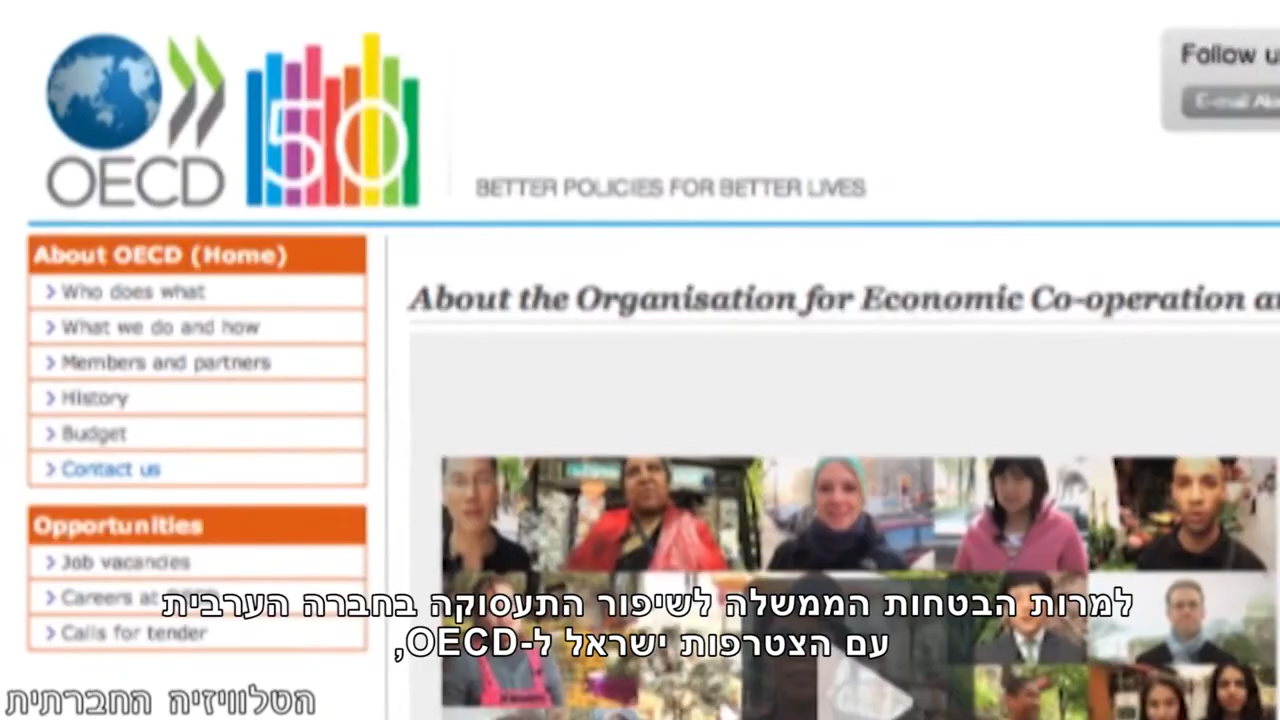 OECD
50
BETTER POLICIES FOR BETTER LIVES
Follow
E-mail
About OECD (Home)
Who does what
What we do and how
Members and partners
History
Budget
Contact us
Opportunities
Job vacancies
Careers at
Calls for tender
About the Organisation for Economic Co-operation
למרות הבטחות הממשלה לשיפור התעסוקה בחברה הערבית
עם הצטרפות ישראל ל-OECD,
הטלוויזיה החברתית